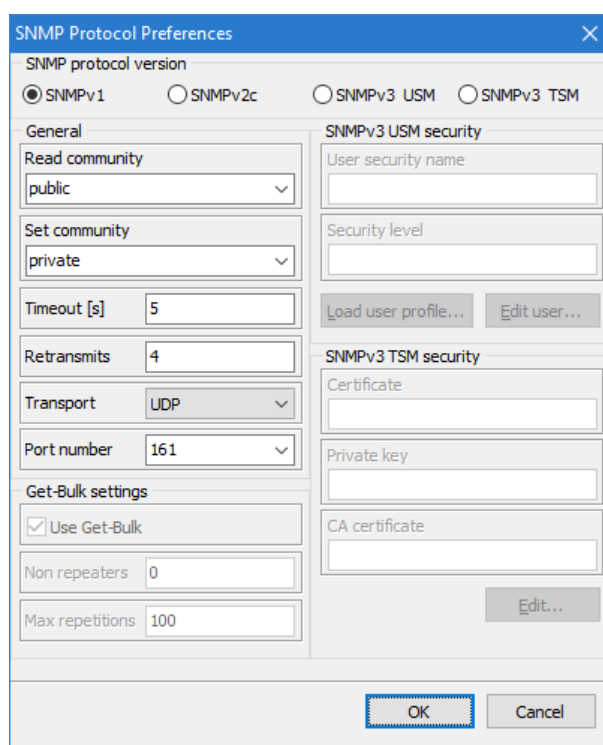 SNMP Protocol Preferences
SNMP protocol version
SNMPv1 SNMPv2c SNMPv3 USM SNMPv3 TSM
General
Read community
public
Set community
private
Timeout [s] 5
Retransmits 4
Transport UDP
Port number 161
Get-Bulk settings
Use Get-Bulk
Non repeaters 0
Max repetitions 100
SNMPv3 USM security
User security name
Security level
Load user profile... Edit user...
SNMPv3 TSM security
Certificate
Private key
CA certificate
Edit...
OK Cancel